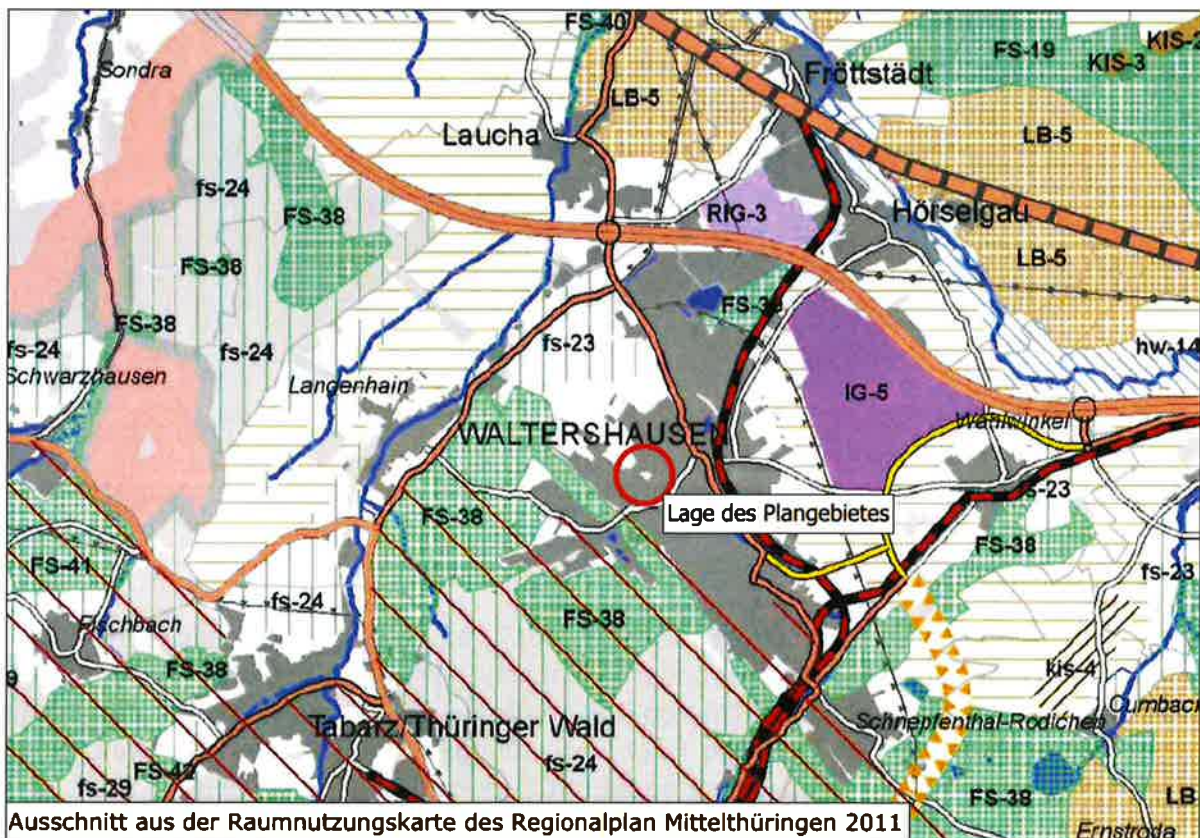 FS-40
FS-19
KIS-3
Sondra
Fröttstädt
LB-5
Laucha
LB-5
fs-24
FS-38
RIG-3
Hörselgau
FS-38
LB-5
FS-38
fs-24
fs-23
hw-14
fs-24
Schwarzhausen
Langenhain
IG-5
Wahlwinkel
WALTERSHAUSEN
FS-38
Lage des Plangebietes
FS-38
fs-23
FS-41
fs-24
Fischbach
FS-38
FS-38
kis-4
Cumbach
Schnepfenthal-Rodichen
Tabarz/Thüringer Wald
FS-42
fs-29
fs-24
FS-38
LB
Ernstroda
Ausschnitt aus der Raumnutzungskarte des Regionalplan Mittelthüringen 2011